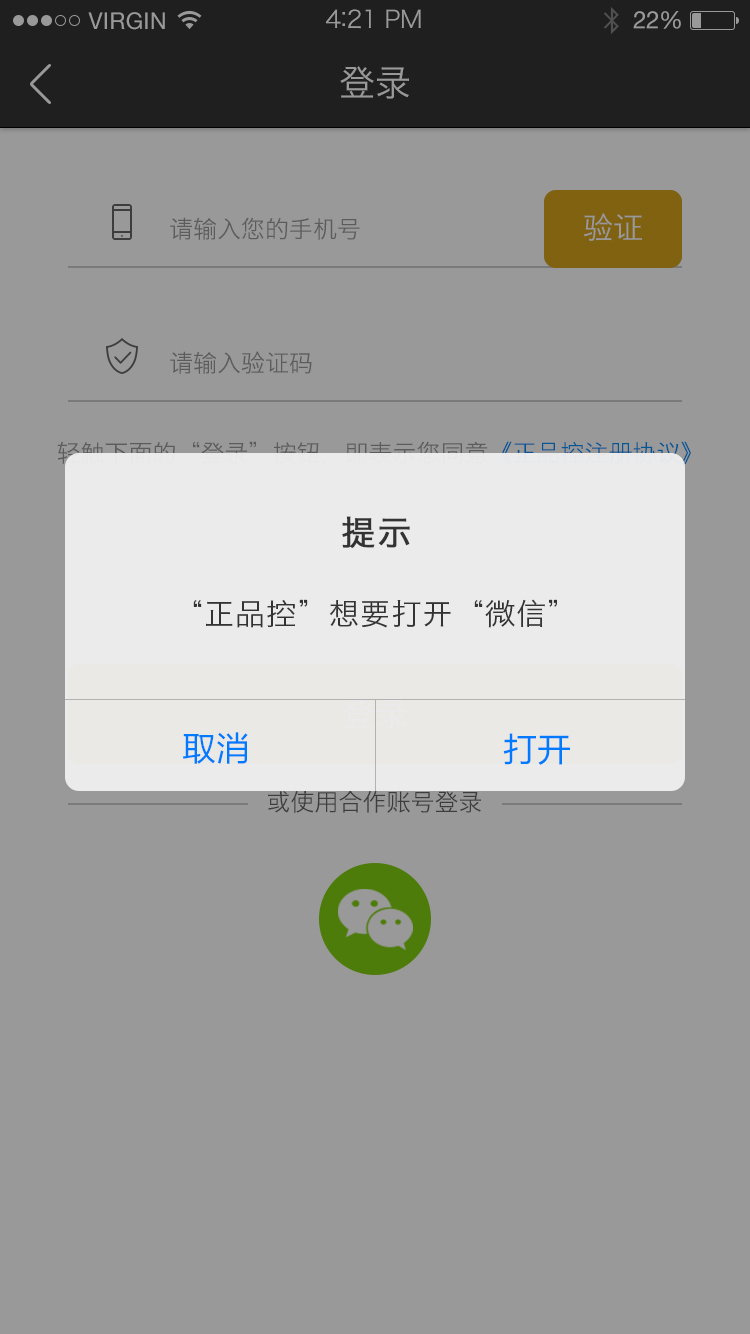 VIRGIN 4:21 PM 22%
登录
请输入您的手机号 验证
请输入验证码
轻触下面的“登录”按钮，即表示您同意《正品控注册协议》
提示
“正品控”想要打开“微信”
取消 打开
或使用合作账号登录